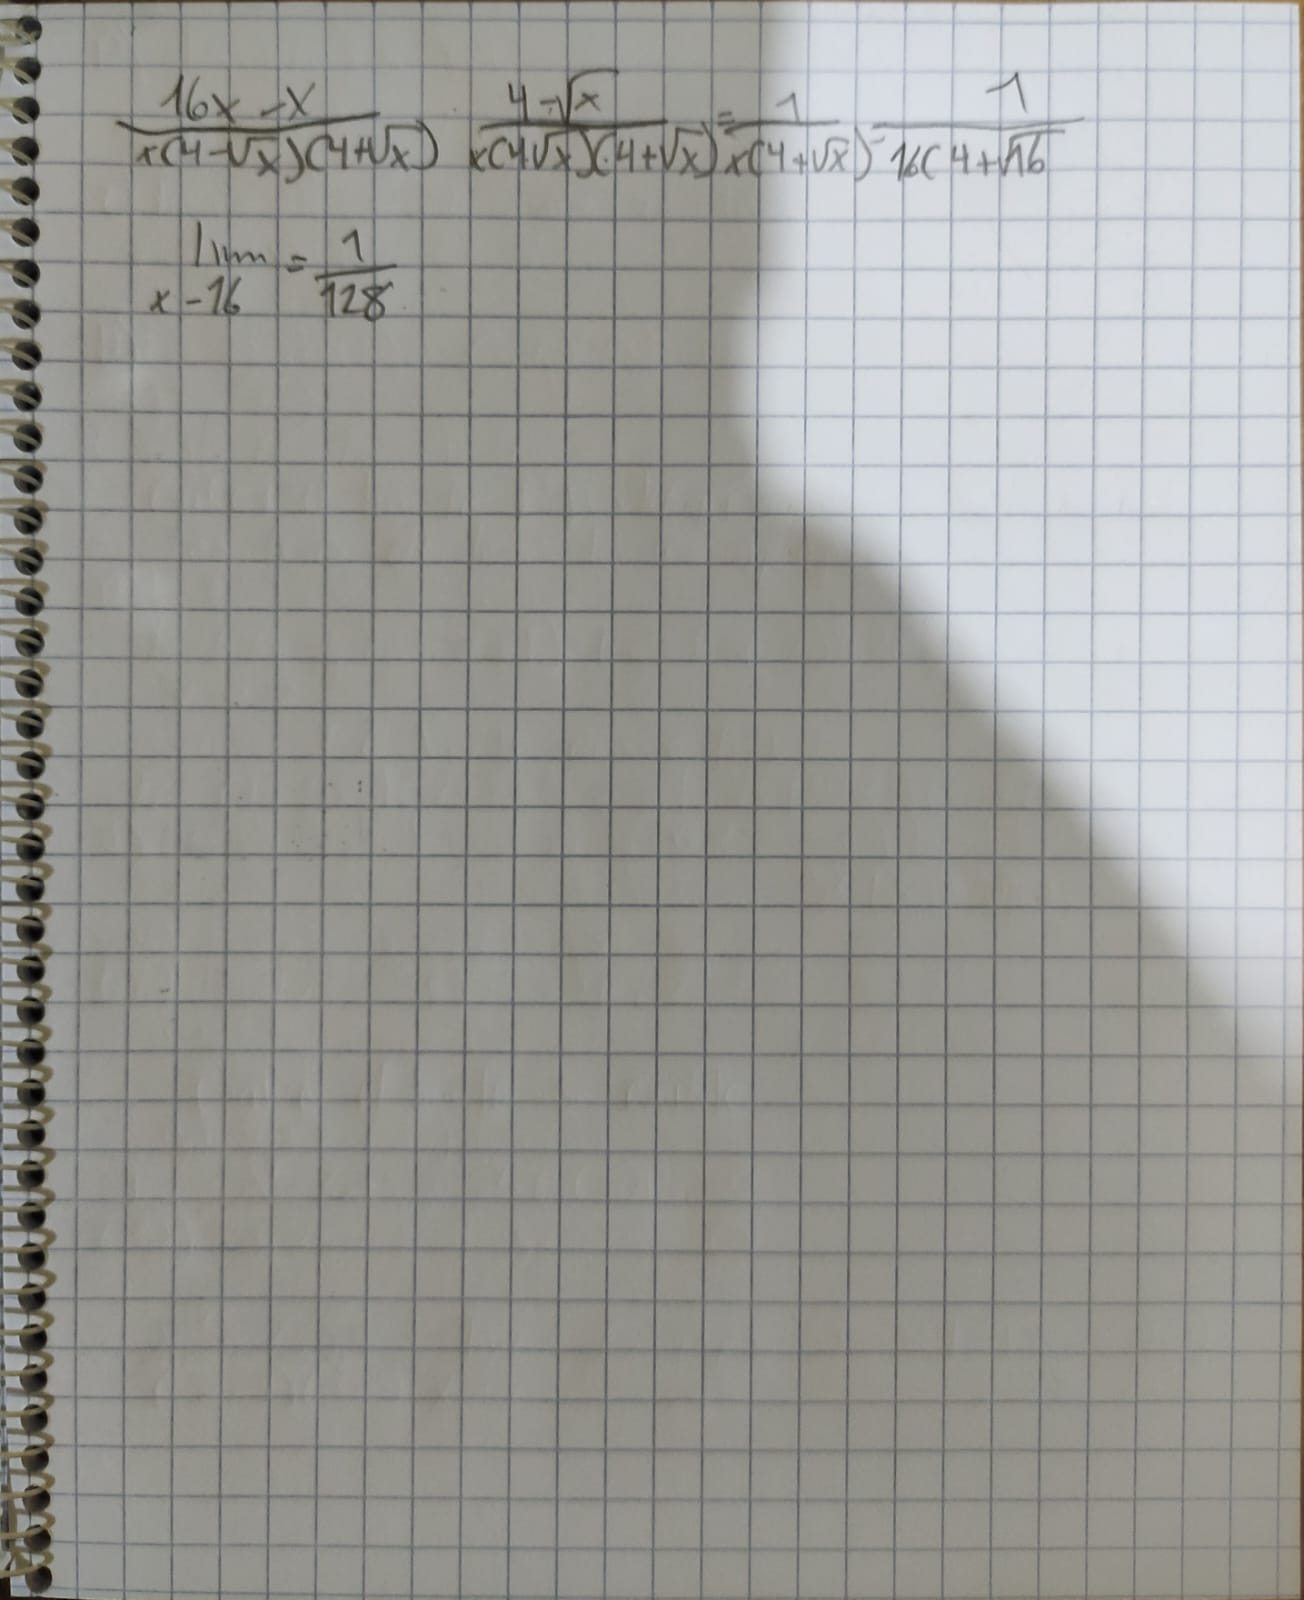 16x - x / x(4-√x)(4+√x) 4-√x / x(4√x)(4+√x) = 1 / x(4+√x) = 1 / 16(4+√16
lim x-16 = 1/128